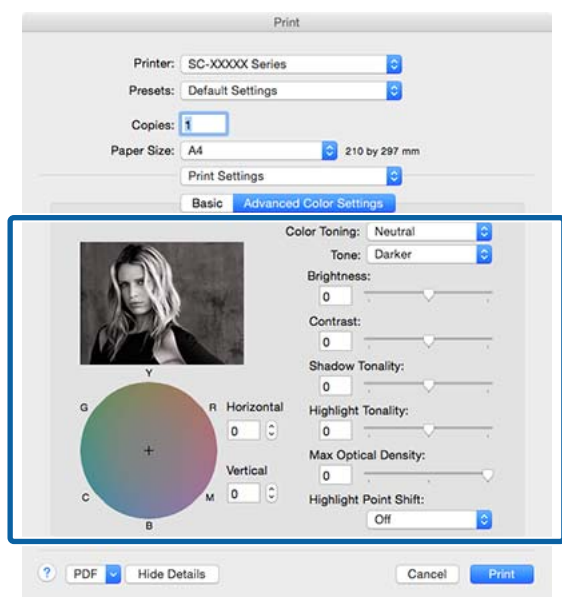 Print
Printer: SC-XXXXX Series
Presets: Default Settings
Copies: 1
Paper Size: A4 210 by 297 mm
Print Settings
Basic Advanced Color Settings
Color Toning: Neutral
Tone: Darker
Brightness:
0
Contrast:
0
Shadow Tonality:
0
Highlight Tonality:
0
Max Optical Density:
0
Highlight Point Shift:
Off
Y
G R
C M
B
Horizontal
0
Vertical
0
? PDF Hide Details Cancel Print